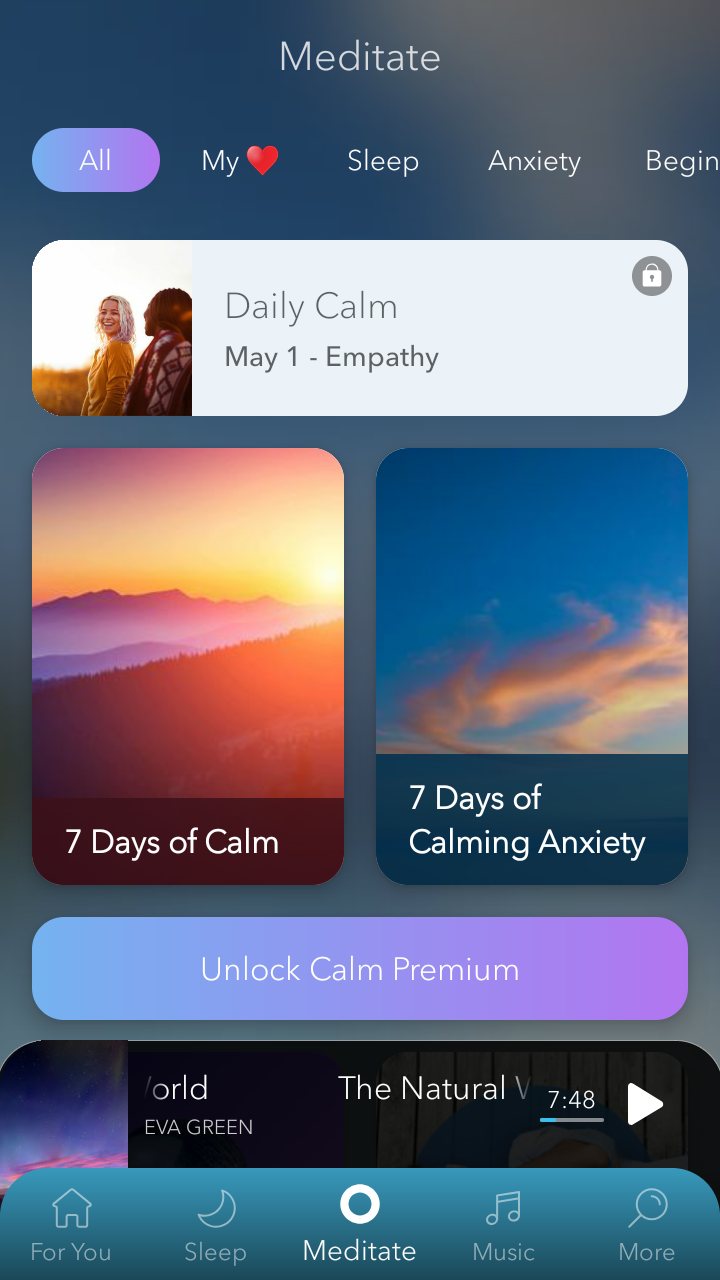 Meditate
All My ❤️ Sleep Anxiety Begin
Daily Calm
May 1 - Empathy
7 Days of Calm
7 Days of
Calming Anxiety
Unlock Calm Premium
orld The Natural W
7:48
EVA GREEN
For You Sleep Meditate Music More